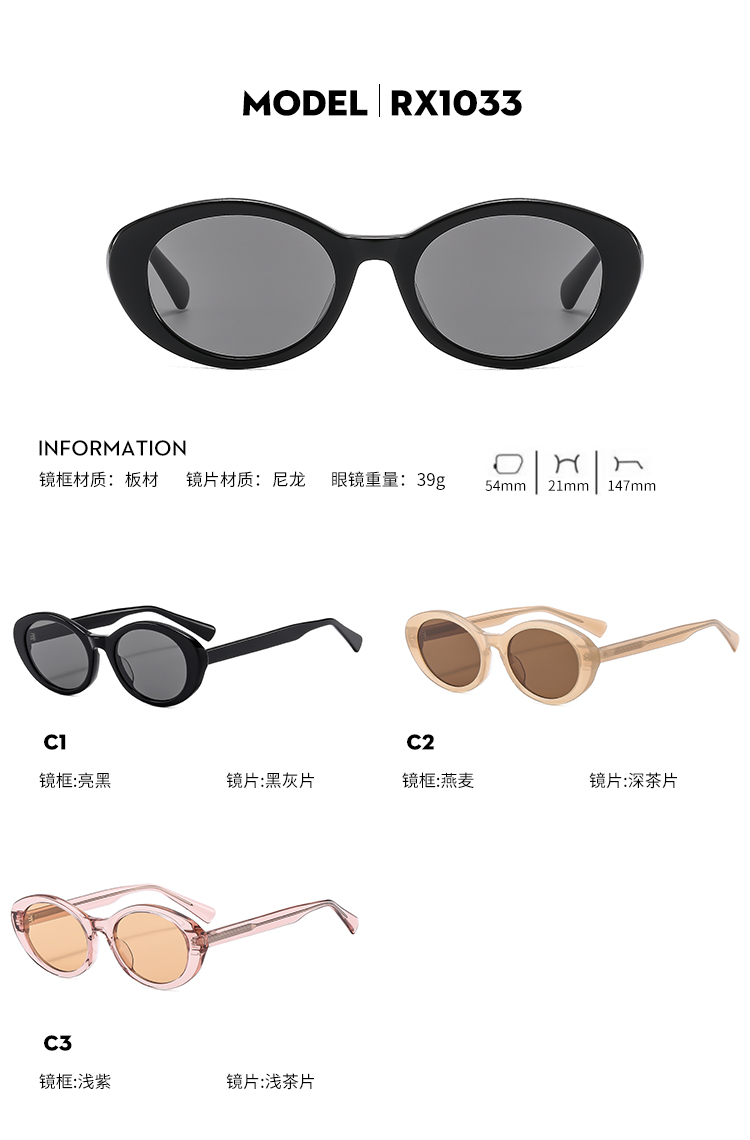 MODEL RX1033
INFORMATION
镜框材质：板材 镜片材质：尼龙 眼镜重量：39g
54mm 21mm 147mm
C1
镜框:亮黑 镜片:黑灰片
C2
镜框:燕麦 镜片:深茶片
C3
镜框:浅紫 镜片:浅茶片